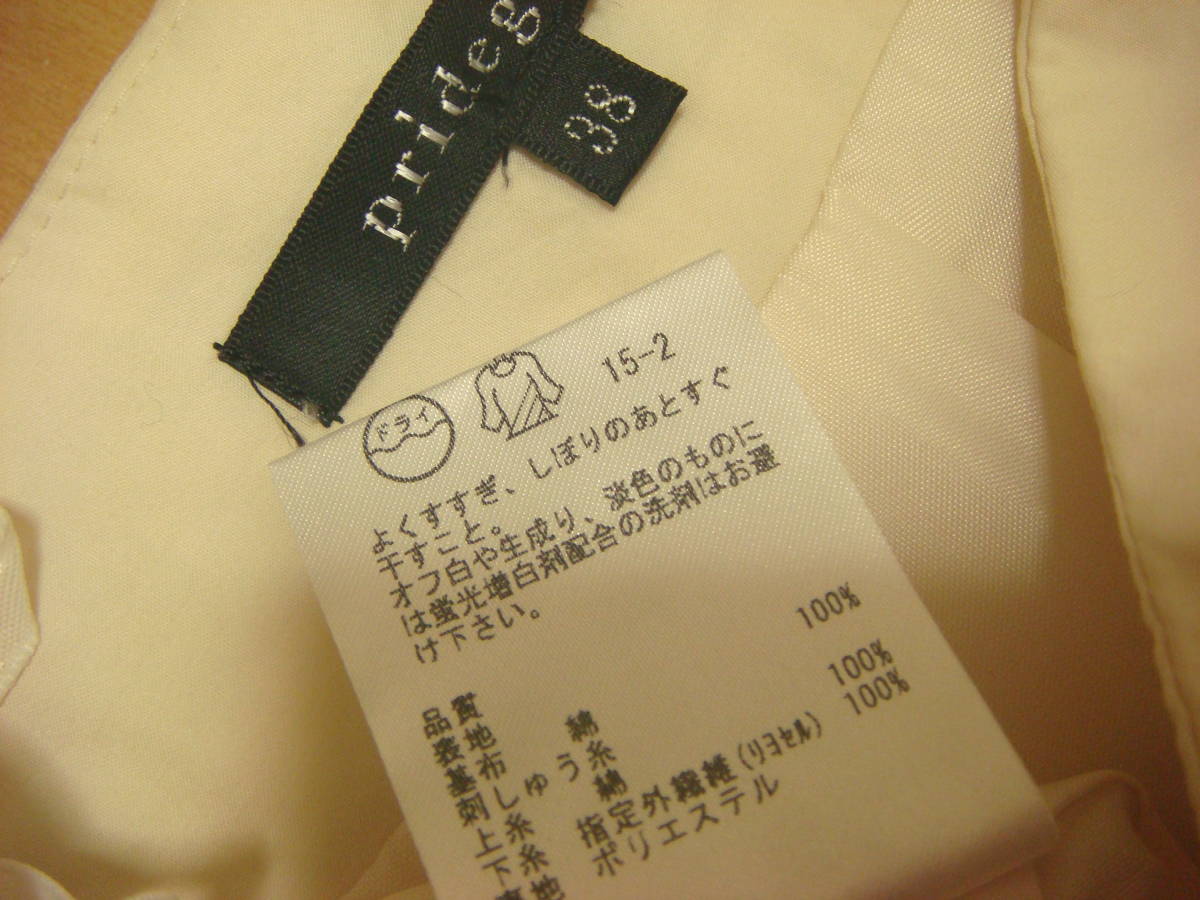 prideg
38
ドライ
15-2
よくすすぎ、しぼりのあとすぐ
干すこと。
オフ白や生成り、淡色のものに
は蛍光増白剤配合の洗剤はお避
け下さい。
品質
表地 綿 100%
基布
刺しゅう糸
上糸 綿 100%
下糸 指定外繊維(リヨセル) 100%
裏地 ポリエステル